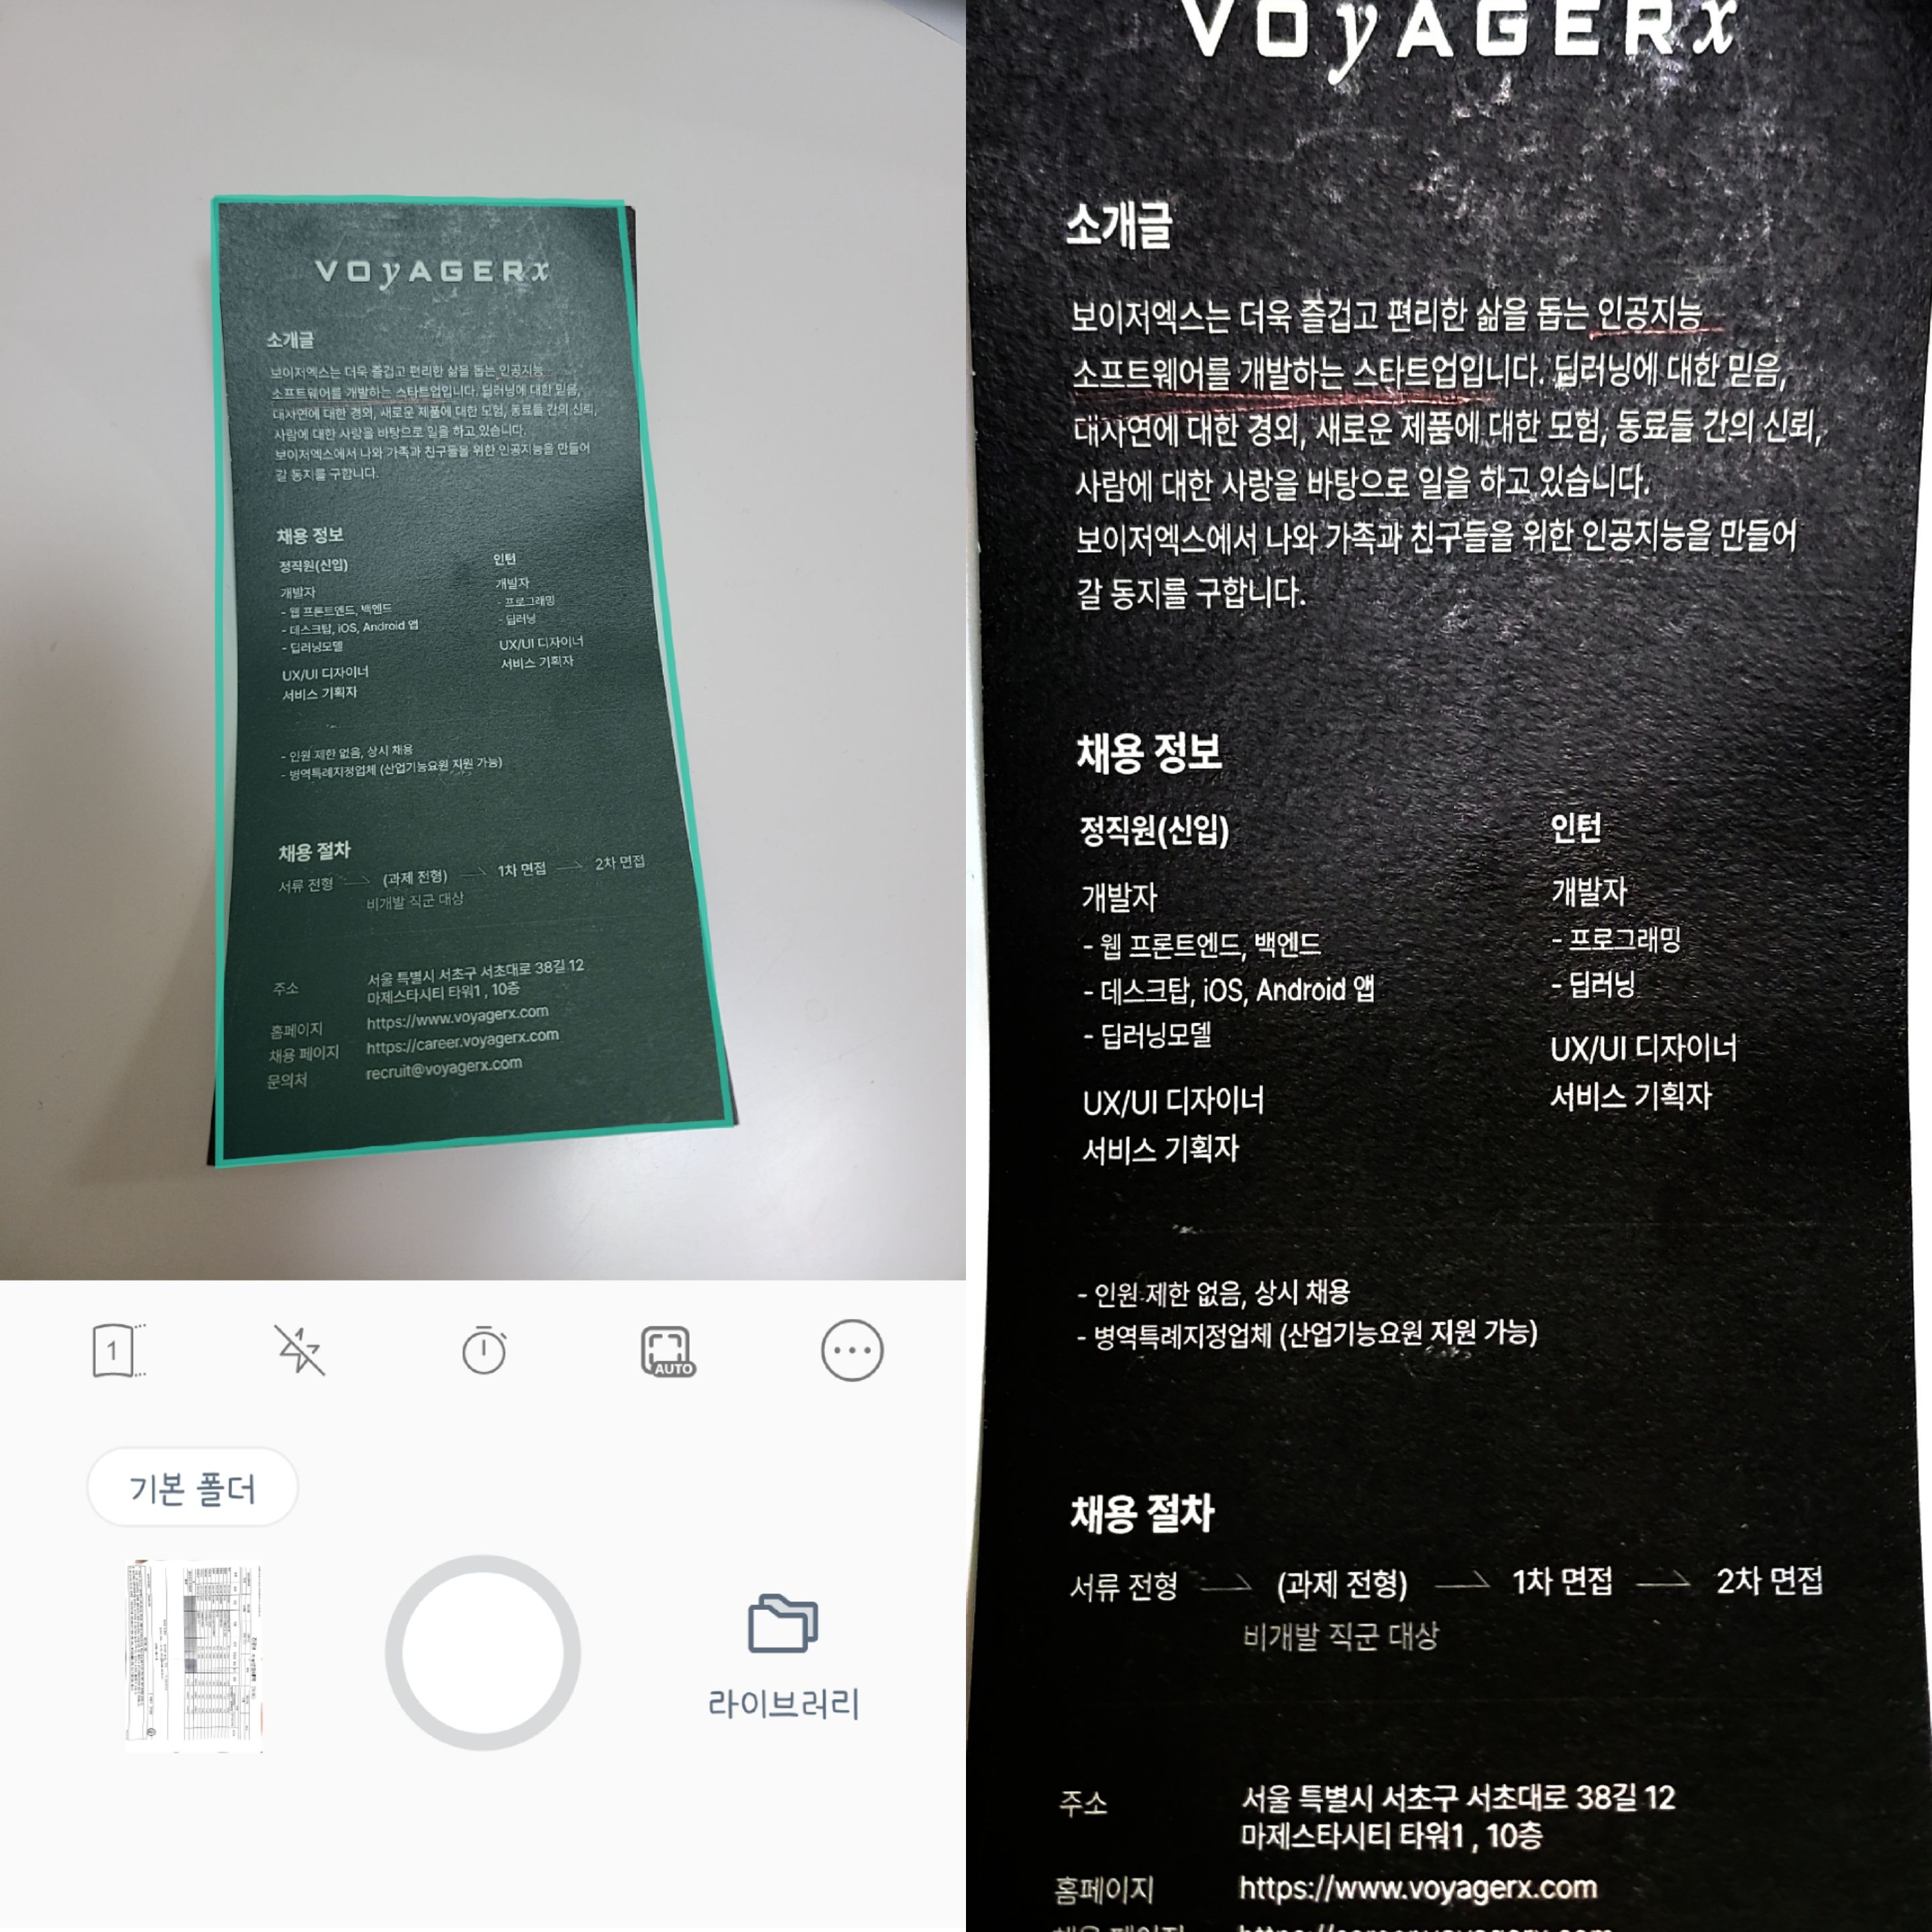 VOyAGERx
소개글
보이저엑스는 더욱 즐겁고 편리한 삶을 돕는 인공지능
소프트웨어를 개발하는 스타트업입니다. 딥러닝에 대한 믿음,
대자연에 대한 경외, 새로운 제품에 대한 모험, 동료들 간의 신뢰,
사람에 대한 사랑을 바탕으로 일을 하고 있습니다.
보이저엑스에서 나와 가족과 친구들을 위한 인공지능을 만들어
갈 동지를 구합니다.
채용 정보
정직원(신입)
개발자
- 웹 프론트엔드, 백엔드
- 데스크탑, iOS, Android 앱
- 딥러닝모델
UX/UI 디자이너
서비스 기획자
인턴
개발자
- 프로그래밍
- 딥러닝
UX/UI 디자이너
서비스 기획자
- 인원 제한 없음, 상시 채용
- 병역특례지정업체 (산업기능요원 지원 가능)
채용 절차
서류 전형 → (과제 전형) → 1차 면접 → 2차 면접
비개발 직군 대상
주소 서울 특별시 서초구 서초대로 38길 12
마제스타시티 타워1 , 10층
홈페이지 https://www.voyagerx.com
채용 페이지 https://career.voyagerx.com
문의처 recruit@voyagerx.com
1
AUTO
기본 폴더
라이브러리
VOyAGERx
소개글
보이저엑스는 더욱 즐겁고 편리한 삶을 돕는 인공지능
소프트웨어를 개발하는 스타트업입니다. 딥러닝에 대한 믿음,
대자연에 대한 경외, 새로운 제품에 대한 모험, 동료들 간의 신뢰,
사람에 대한 사랑을 바탕으로 일을 하고 있습니다.
보이저엑스에서 나와 가족과 친구들을 위한 인공지능을 만들어
갈 동지를 구합니다.
채용 정보
정직원(신입)
개발자
- 웹 프론트엔드, 백엔드
- 데스크탑, iOS, Android 앱
- 딥러닝모델
UX/UI 디자이너
서비스 기획자
인턴
개발자
- 프로그래밍
- 딥러닝
UX/UI 디자이너
서비스 기획자
- 인원 제한 없음, 상시 채용
- 병역특례지정업체 (산업기능요원 지원 가능)
채용 절차
서류 전형 → (과제 전형) → 1차 면접 → 2차 면접
비개발 직군 대상
주소 서울 특별시 서초구 서초대로 38길 12
마제스타시티 타워1 , 10층
홈페이지 https://www.voyagerx.com